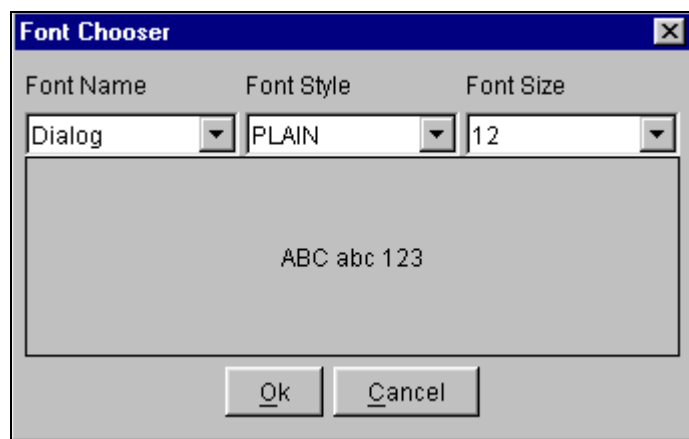 Font Chooser
Font Name Font Style Font Size
Dialog PLAIN 12
ABC abc 123
Ok Cancel